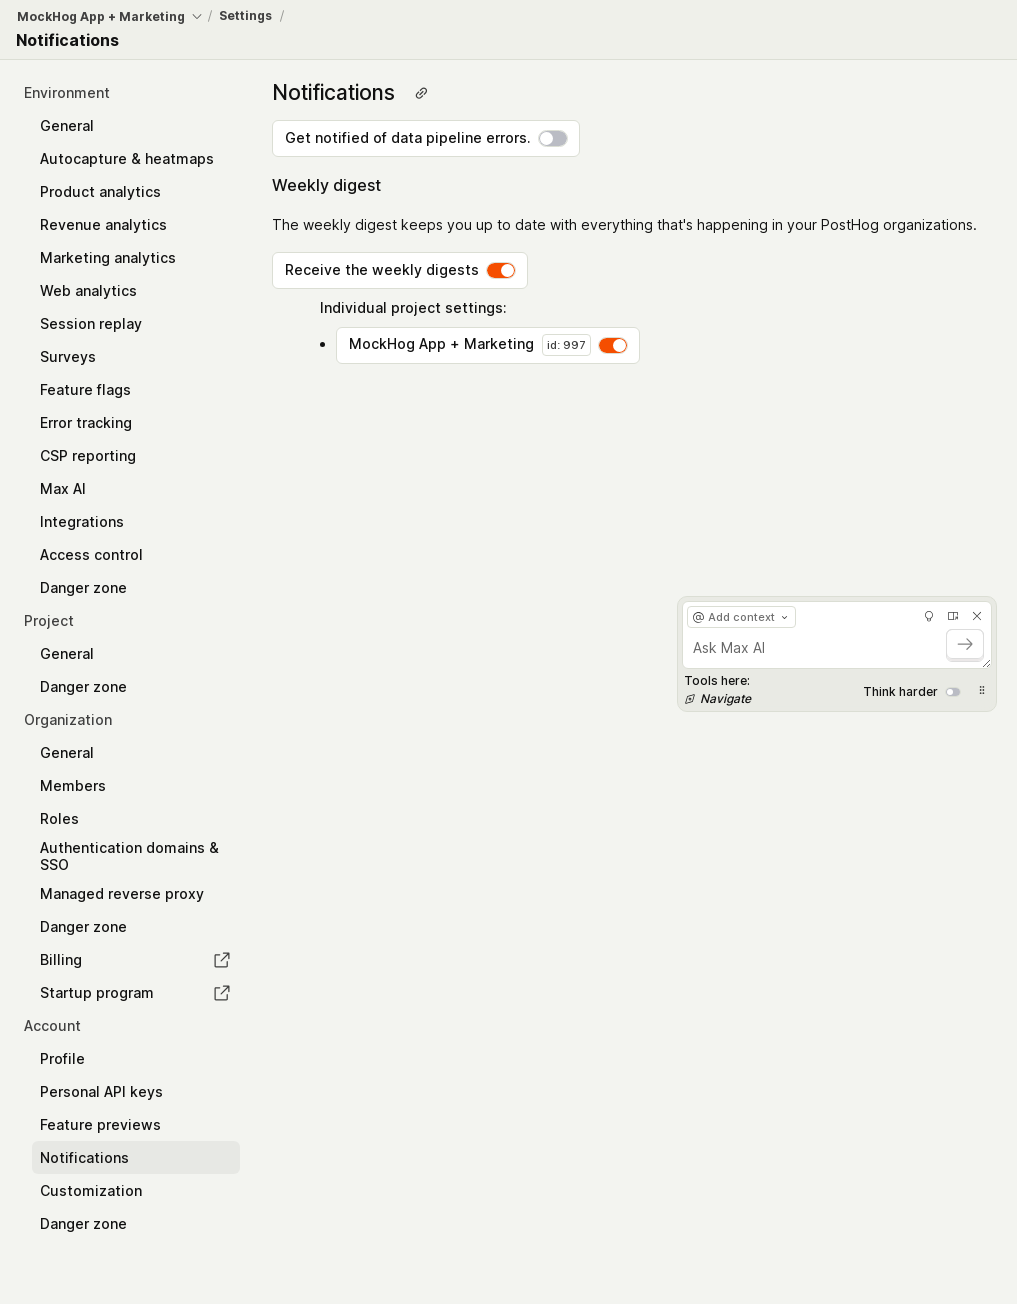 MockHog App + Marketing / Settings /
Notifications
Environment
General
Autocapture & heatmaps
Product analytics
Revenue analytics
Marketing analytics
Web analytics
Session replay
Surveys
Feature flags
Error tracking
CSP reporting
Max AI
Integrations
Access control
Danger zone
Project
General
Danger zone
Organization
General
Members
Roles
Authentication domains &
SSO
Managed reverse proxy
Danger zone
Billing
Startup program
Account
Profile
Personal API keys
Feature previews
Notifications
Customization
Danger zone
Notifications
Get notified of data pipeline errors.
Weekly digest
The weekly digest keeps you up to date with everything that's happening in your PostHog organizations.
Receive the weekly digests
Individual project settings:
MockHog App + Marketing id: 997
@ Add context
Ask Max AI
Tools here:
Navigate
Think harder